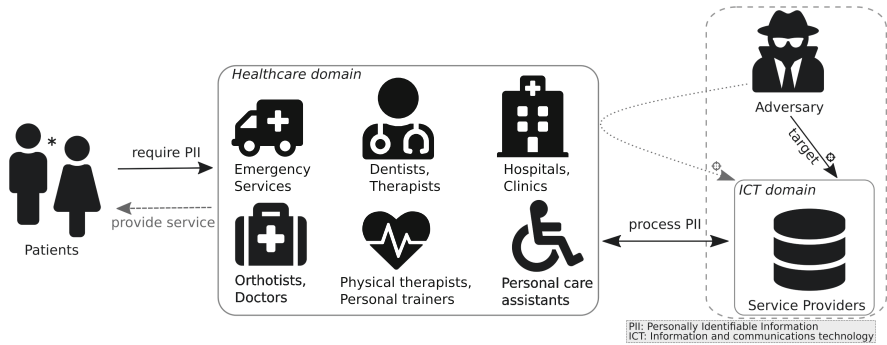 Healthcare domain
Adversary
target
*
require PII
Emergency
Services
Dentists,
Therapists
Hospitals,
Clinics
ICT domain
provide service
process PII
Patients
Orthotists,
Doctors
Physical therapists,
Personal trainers
Personal care
assistants
Service Providers
PII: Personally Identifiable Information
ICT: Information and communications technology